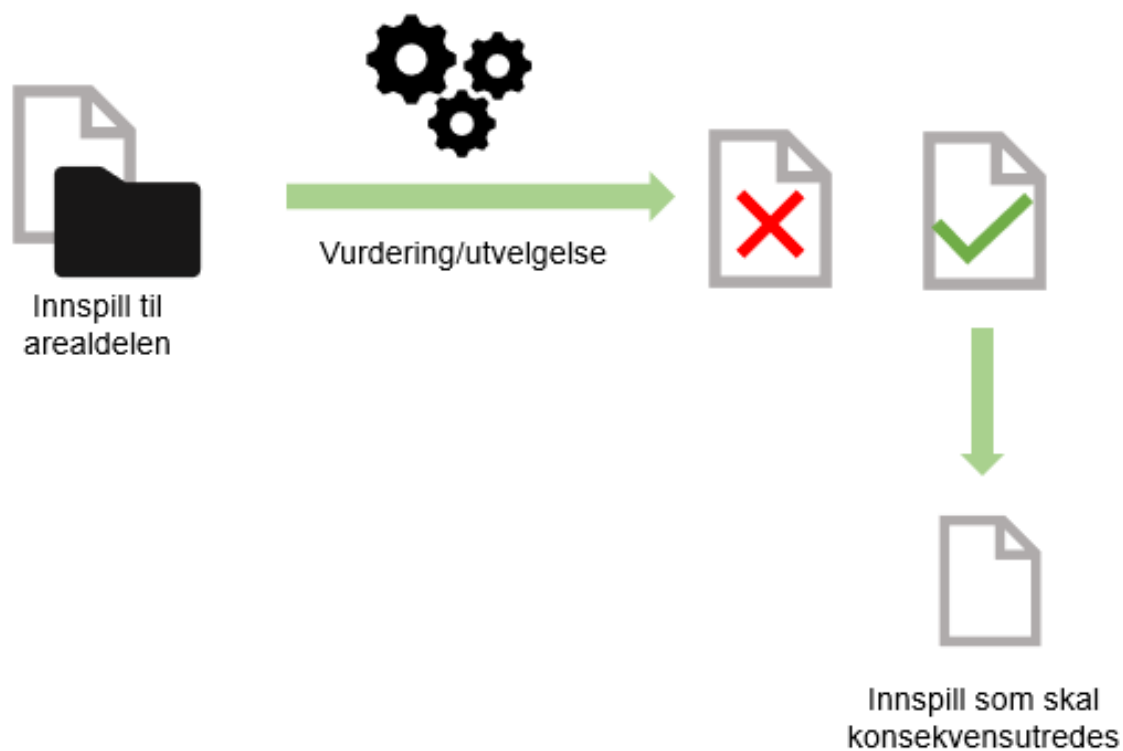 Vurdering/utvelgelse
Innspill til
arealdelen
Innspill som skal
konsekvensutredes